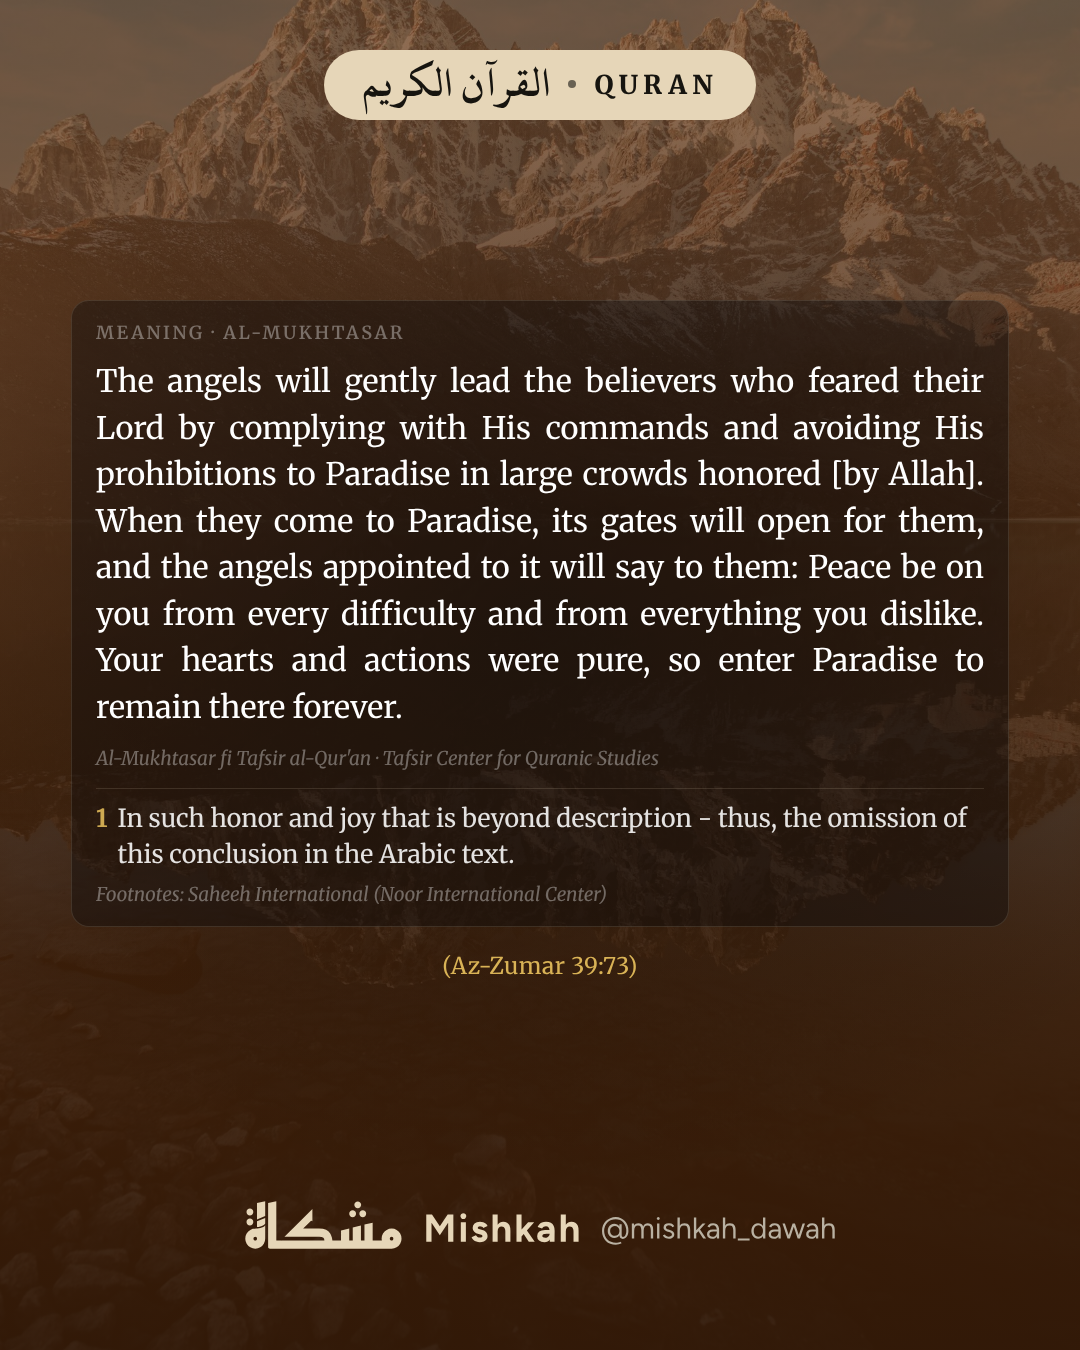 القرآن الكريم • QURAN
MEANING · AL-MUKHTASAR
The angels will gently lead the believers who feared their
Lord by complying with His commands and avoiding His
prohibitions to Paradise in large crowds honored [by Allah].
When they come to Paradise, its gates will open for them,
and the angels appointed to it will say to them: Peace be on
you from every difficulty and from everything you dislike.
Your hearts and actions were pure, so enter Paradise to
remain there forever.
Al-Mukhtasar fi Tafsir al-Qur'an · Tafsir Center for Quranic Studies
1 In such honor and joy that is beyond description - thus, the omission of
this conclusion in the Arabic text.
Footnotes: Saheeh International (Noor International Center)
(Az-Zumar 39:73)
مشكاة Mishkah @mishkah_dawah